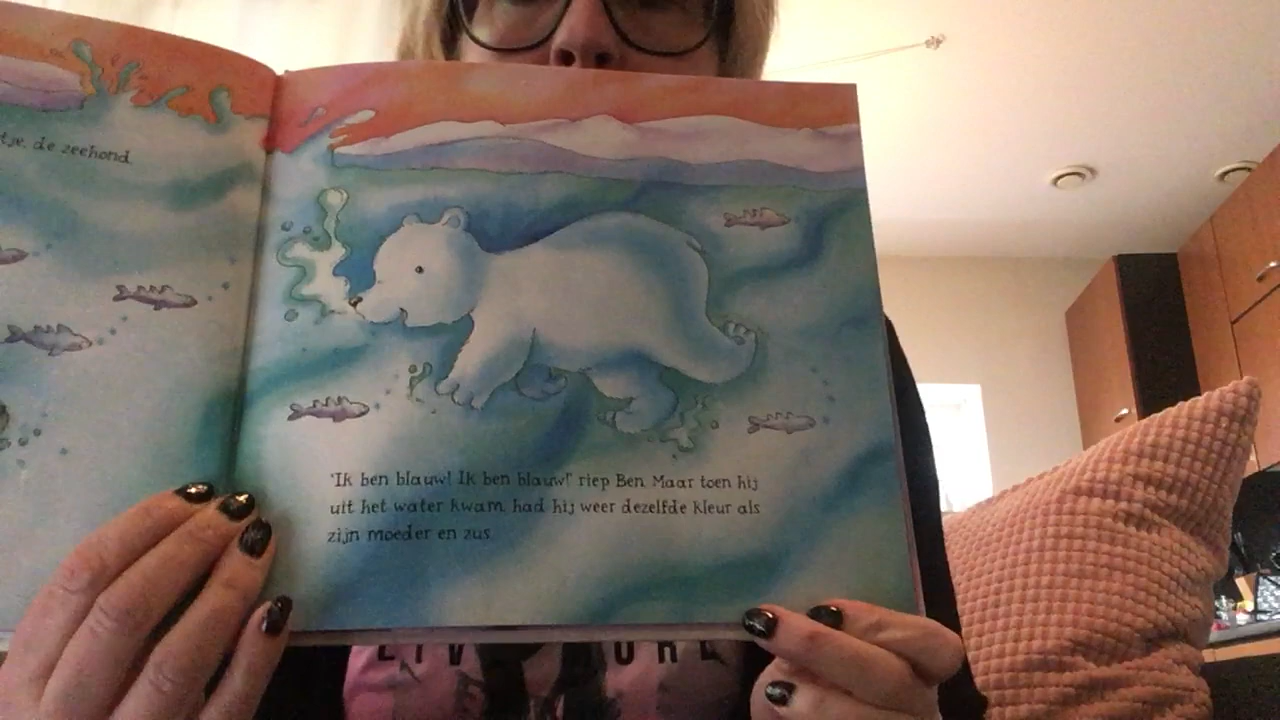 de zeehond.
'Ik ben blauw! Ik ben blauw!' riep Ben. Maar toen hij
uit het water kwam, had hij weer dezelfde kleur als
zijn moeder en zus.